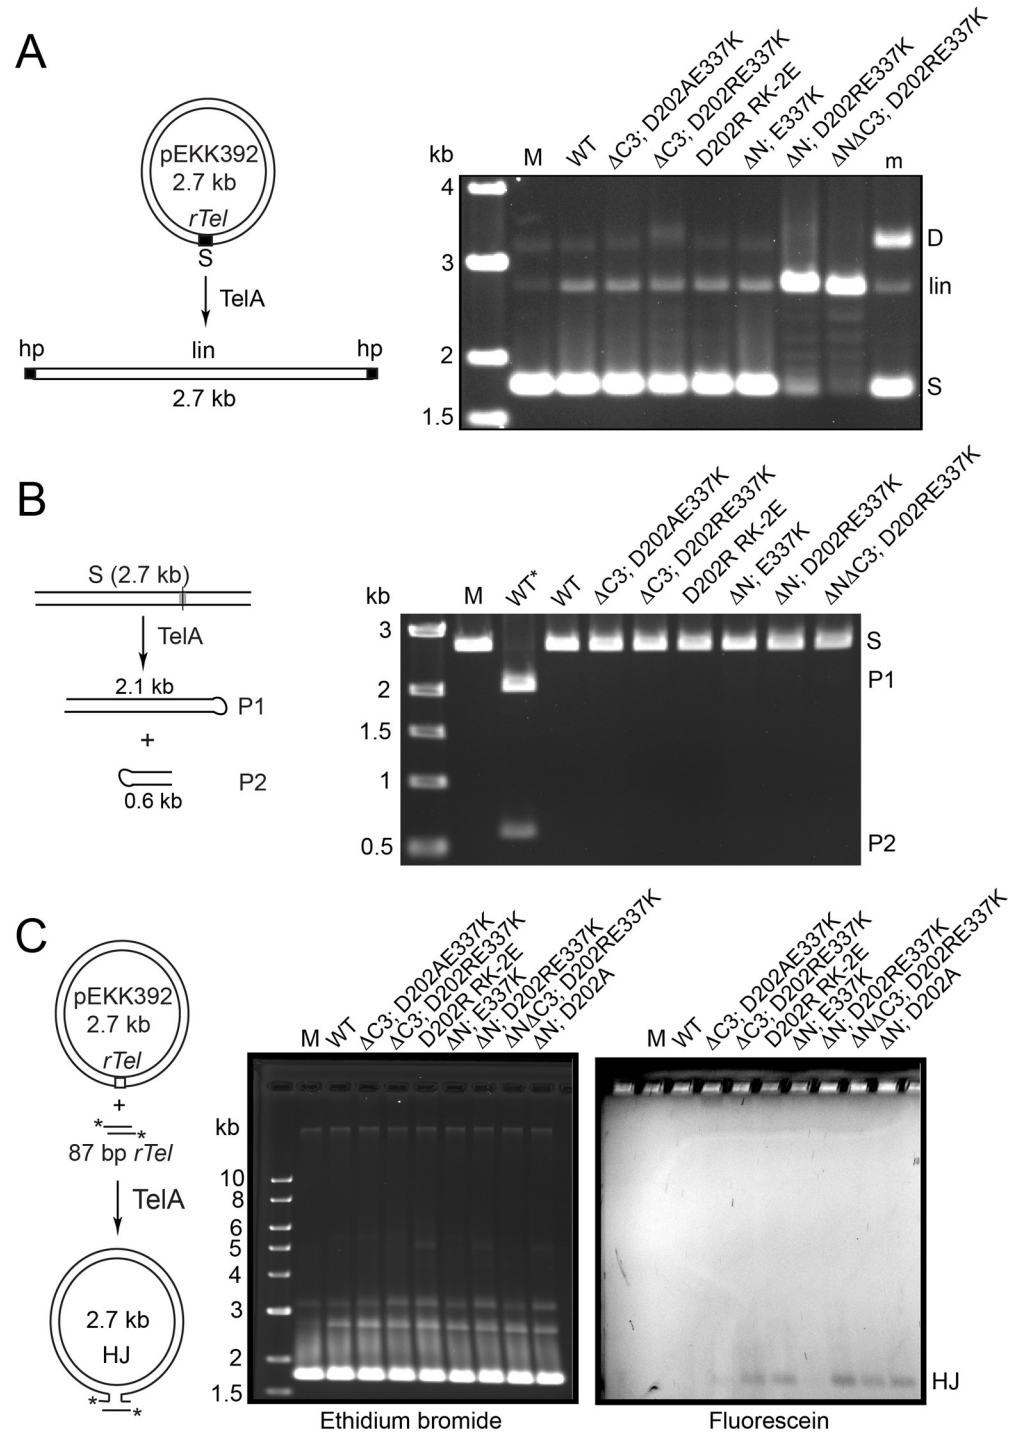 A
pEKK392
2.7 kb
rTel
S
TelA
hp lin hp
2.7 kb
kb M WT ΔC3; D202AE337K ΔC3; D202RE337K D202R RK-2E ΔN; E337K ΔN; D202RE337K ΔNΔC3; D202RE337K m
4
3
2
1.5
D
lin
S
B
S (2.7 kb)
TelA
2.1 kb
P1
+
P2
0.6 kb
kb M WT* WT ΔC3; D202AE337K ΔC3; D202RE337K D202R RK-2E ΔN; E337K ΔN; D202RE337K ΔNΔC3; D202RE337K
3
2
1.5
1
0.5
S
P1
P2
C
pEKK392
2.7 kb
rTel
+
* *
87 bp rTel
TelA
2.7 kb
HJ
* *
M WT ΔC3; D202AE337K ΔC3; D202RE337K D202R RK-2E ΔN; E337K ΔN; D202RE337K ΔNΔC3; D202RE337K ΔN; D202A
kb
10
8
6
5
4
3
2
1.5
Ethidium bromide
M WT ΔC3; D202AE337K ΔC3; D202RE337K D202R RK-2E ΔN; E337K ΔN; D202RE337K ΔNΔC3; D202RE337K ΔN; D202A
HJ
Fluorescein